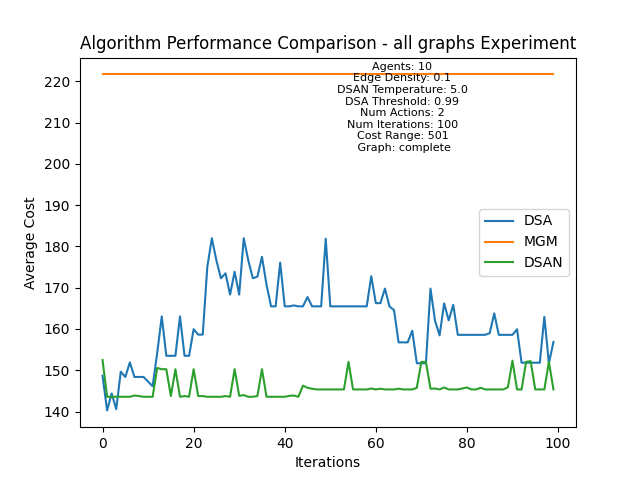 Algorithm Performance Comparison - all graphs Experiment
Agents: 10
Edge Density: 0.1
DSAN Temperature: 5.0
DSA Threshold: 0.99
Num Actions: 2
Num Iterations: 100
Cost Range: 501
Graph: complete
220
210
200
190
180
170
160
150
140
Average Cost
DSA
MGM
DSAN
0
20
40
60
80
100
Iterations